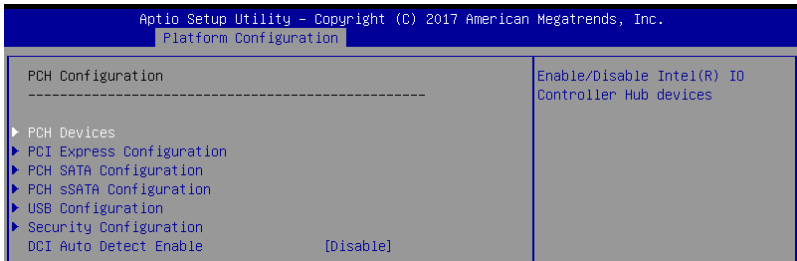 Aptio Setup Utility – Copyright (C) 2017 American Megatrends, Inc.
Platform Configuration
PCH Configuration
Enable/Disable Intel(R) IO
Controller Hub devices
PCH Devices
PCI Express Configuration
PCH SATA Configuration
PCH sSATA Configuration
USB Configuration
Security Configuration
DCI Auto Detect Enable [Disable]